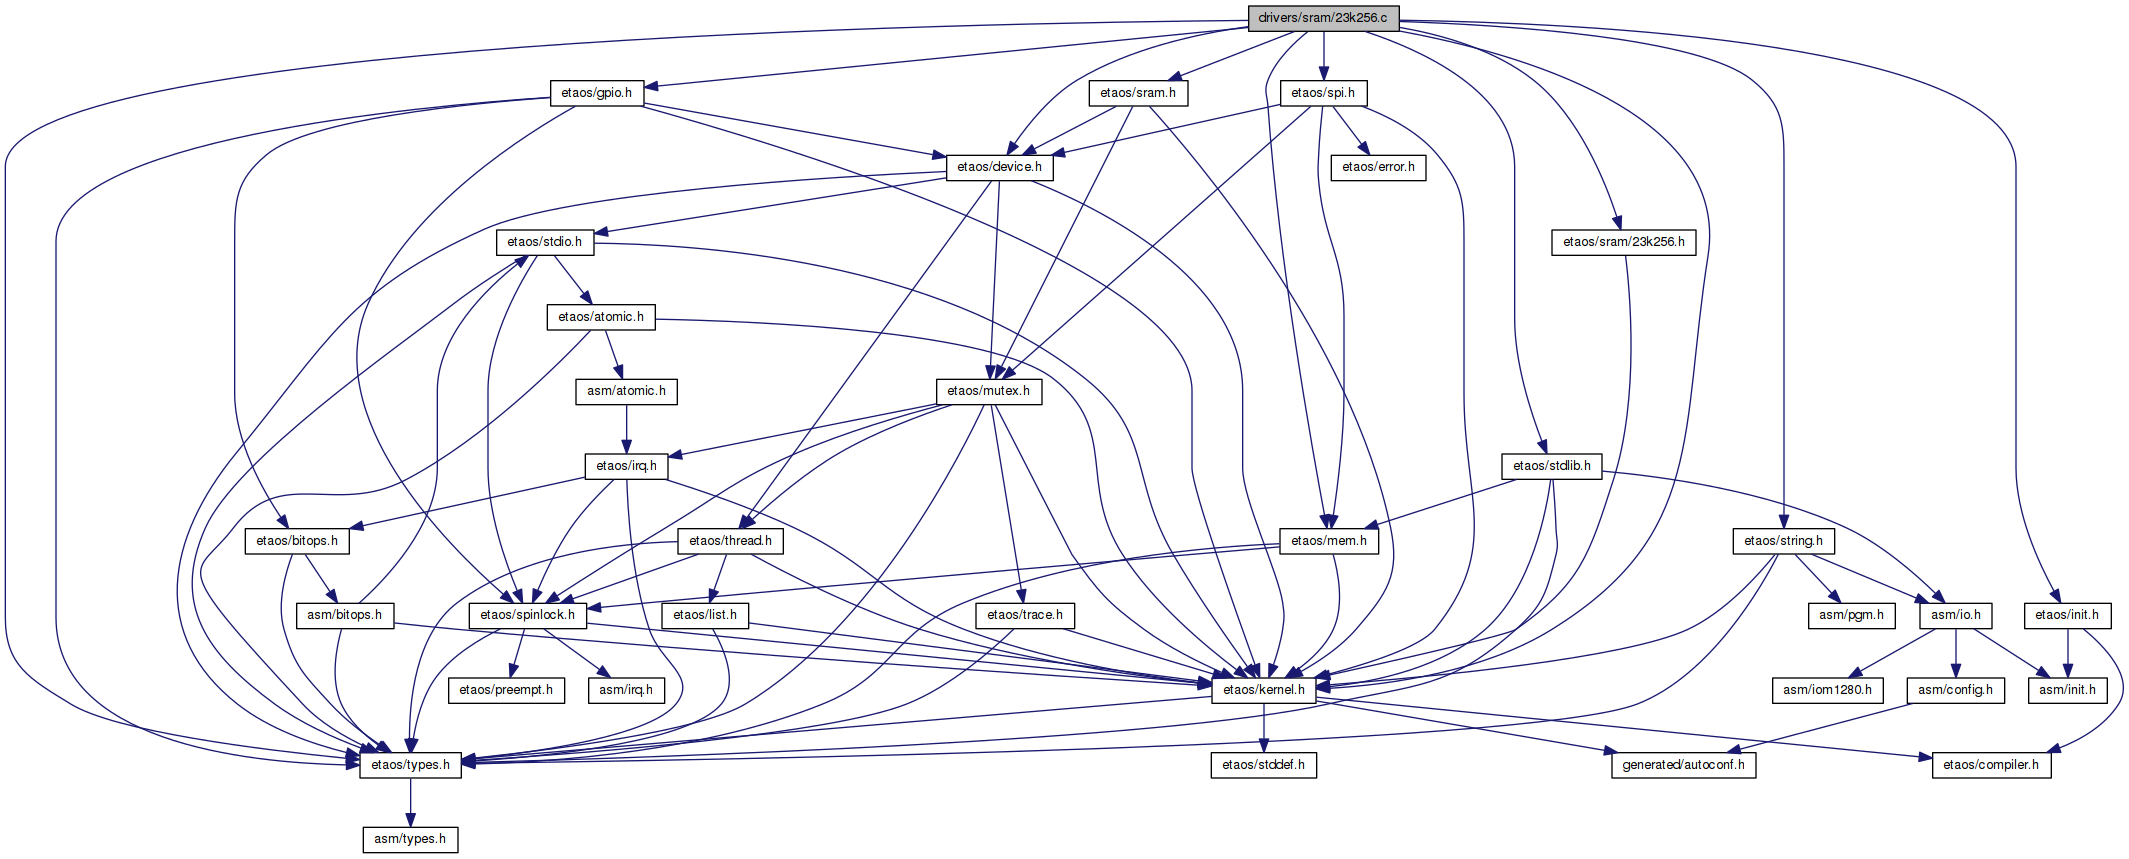 drivers/sram/23k256.c
etaos/gpio.h
etaos/sram.h
etaos/spi.h
etaos/device.h
etaos/error.h
etaos/stdio.h
etaos/sram/23k256.h
etaos/atomic.h
asm/atomic.h
etaos/mutex.h
etaos/irq.h
etaos/stdlib.h
etaos/bitops.h
etaos/thread.h
etaos/mem.h
etaos/string.h
asm/bitops.h
etaos/spinlock.h
etaos/list.h
etaos/trace.h
asm/pgm.h
asm/io.h
etaos/init.h
etaos/preempt.h
asm/irq.h
etaos/kernel.h
asm/iom1280.h
asm/config.h
asm/init.h
etaos/types.h
etaos/stddef.h
generated/autoconf.h
etaos/compiler.h
asm/types.h